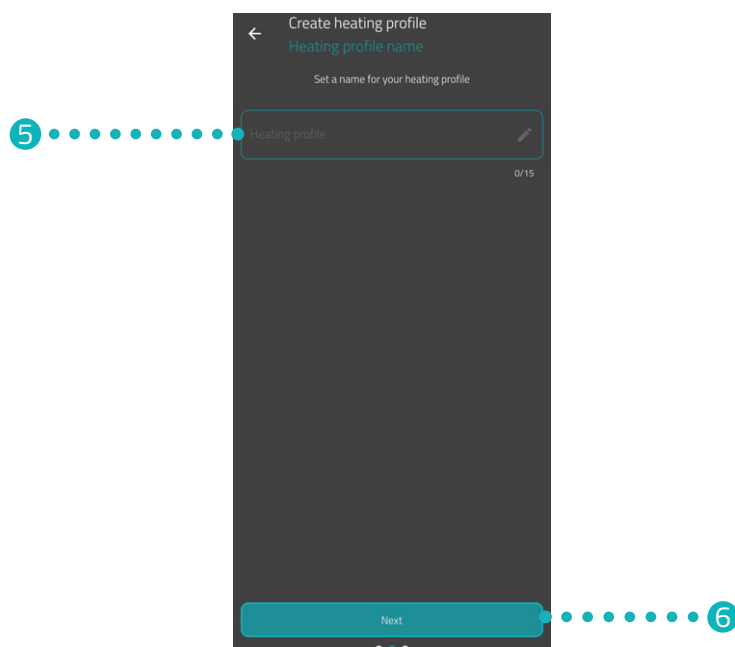 Create heating profile
Heating profile name
Set a name for your heating profile
5
Heating profile
0/15
Next
6